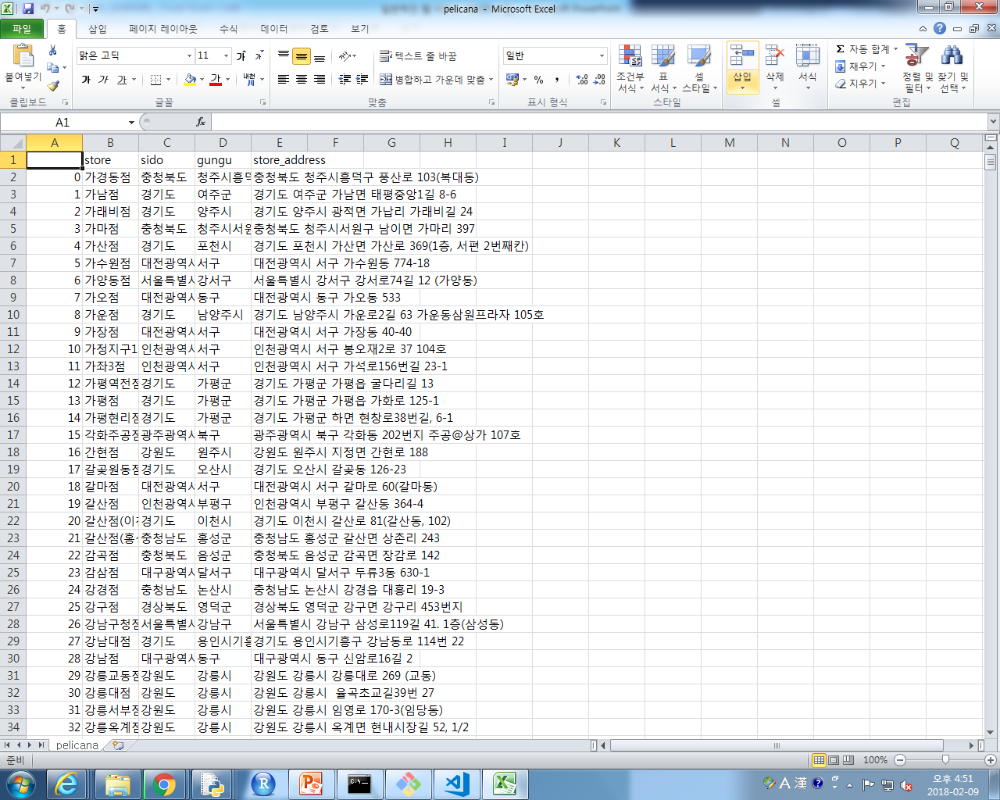 pelicana - Microsoft Excel
파일 홈 삽입 페이지 레이아웃 수식 데이터 검토 보기
붙여넣기
클립보드
맑은 고딕 11
가 가 가 가 내천
글꼴
텍스트 줄 바꿈
병합하고 가운데 맞춤
맞춤
일반
% ,
표시 형식
조건부 서식 표 서식 셀 스타일
스타일
삽입 삭제 서식
셀
Σ 자동 합계
채우기
지우기
정렬 및 필터 찾기 및 선택
편집
A1 fx
A B C D E F G H I J K L M N O P Q
1 store sido gungu store_address
2 0 가경동점 충청북도 청주시흥덕 충청북도 청주시흥덕구 풍산로 103(복대동)
3 1 가남점 경기도 여주군 경기도 여주군 가남면 태평중앙1길 8-6
4 2 가래비점 경기도 양주시 경기도 양주시 광적면 가납리 가래비길 24
5 3 가마점 충청북도 청주시서원 충청북도 청주시서원구 남이면 가마리 397
6 4 가산점 경기도 포천시 경기도 포천시 가산면 가산로 369(1층, 서편 2번째칸)
7 5 가수원점 대전광역시 서구 대전광역시 서구 가수원동 774-18
8 6 가양동점 서울특별시 강서구 서울특별시 강서구 강서로74길 12 (가양동)
9 7 가오점 대전광역시 동구 대전광역시 동구 가오동 533
10 8 가운점 경기도 남양주시 경기도 남양주시 가운로2길 63 가운동삼원프라자 105호
11 9 가장점 대전광역시 서구 대전광역시 서구 가장동 40-40
12 10 가정지구1 인천광역시 서구 인천광역시 서구 봉오재2로 37 104호
13 11 가좌3점 인천광역시 서구 인천광역시 서구 가석로156번길 23-1
14 12 가평역전점 경기도 가평군 경기도 가평군 가평읍 굴다리길 13
15 13 가평점 경기도 가평군 경기도 가평군 가평읍 가화로 125-1
16 14 가평현리점 경기도 가평군 경기도 가평군 하면 현창로38번길, 6-1
17 15 각화주공점 광주광역시 북구 광주광역시 북구 각화동 202번지 주공@상가 107호
18 16 간현점 강원도 원주시 강원도 원주시 지정면 간현로 188
19 17 갈곶원동점 경기도 오산시 경기도 오산시 갈곶동 126-23
20 18 갈마점 대전광역시 서구 대전광역시 서구 갈마로 60(갈마동)
21 19 갈산점 인천광역시 부평구 인천광역시 부평구 갈산동 364-4
22 20 갈산점(이천 경기도 이천시 경기도 이천시 갈산로 81(갈산동, 102)
23 21 갈산점(홍성 충청남도 홍성군 충청남도 홍성군 갈산면 상촌리 243
24 22 감곡점 충청북도 음성군 충청북도 음성군 감곡면 장감로 142
25 23 감삼점 대구광역시 달서구 대구광역시 달서구 두류3동 630-1
26 24 강경점 충청남도 논산시 충청남도 논산시 강경읍 대흥리 19-3
27 25 강구점 경상북도 영덕군 경상북도 영덕군 강구면 강구리 453번지
28 26 강남구청점 서울특별시 강남구 서울특별시 강남구 삼성로119길 41. 1층(삼성동)
29 27 강남대점 경기도 용인시기흥 경기도 용인시기흥구 강남동로 114번 22
30 28 강남점 대구광역시 동구 대구광역시 동구 신암로16길 2
31 29 강릉교동점 강원도 강릉시 강원도 강릉시 강릉대로 269 (교동)
32 30 강릉대점 강원도 강릉시 강원도 강릉시 율곡초교길39번 27
33 31 강릉서부점 강원도 강릉시 강원도 강릉시 임영로 170-3(임당동)
34 32 강릉옥계점 강원도 강릉시 강원도 강릉시 옥계면 현내시장길 52, 1/2
pelicana
준비 100%
A 漢 오후 4:51
2018-02-09